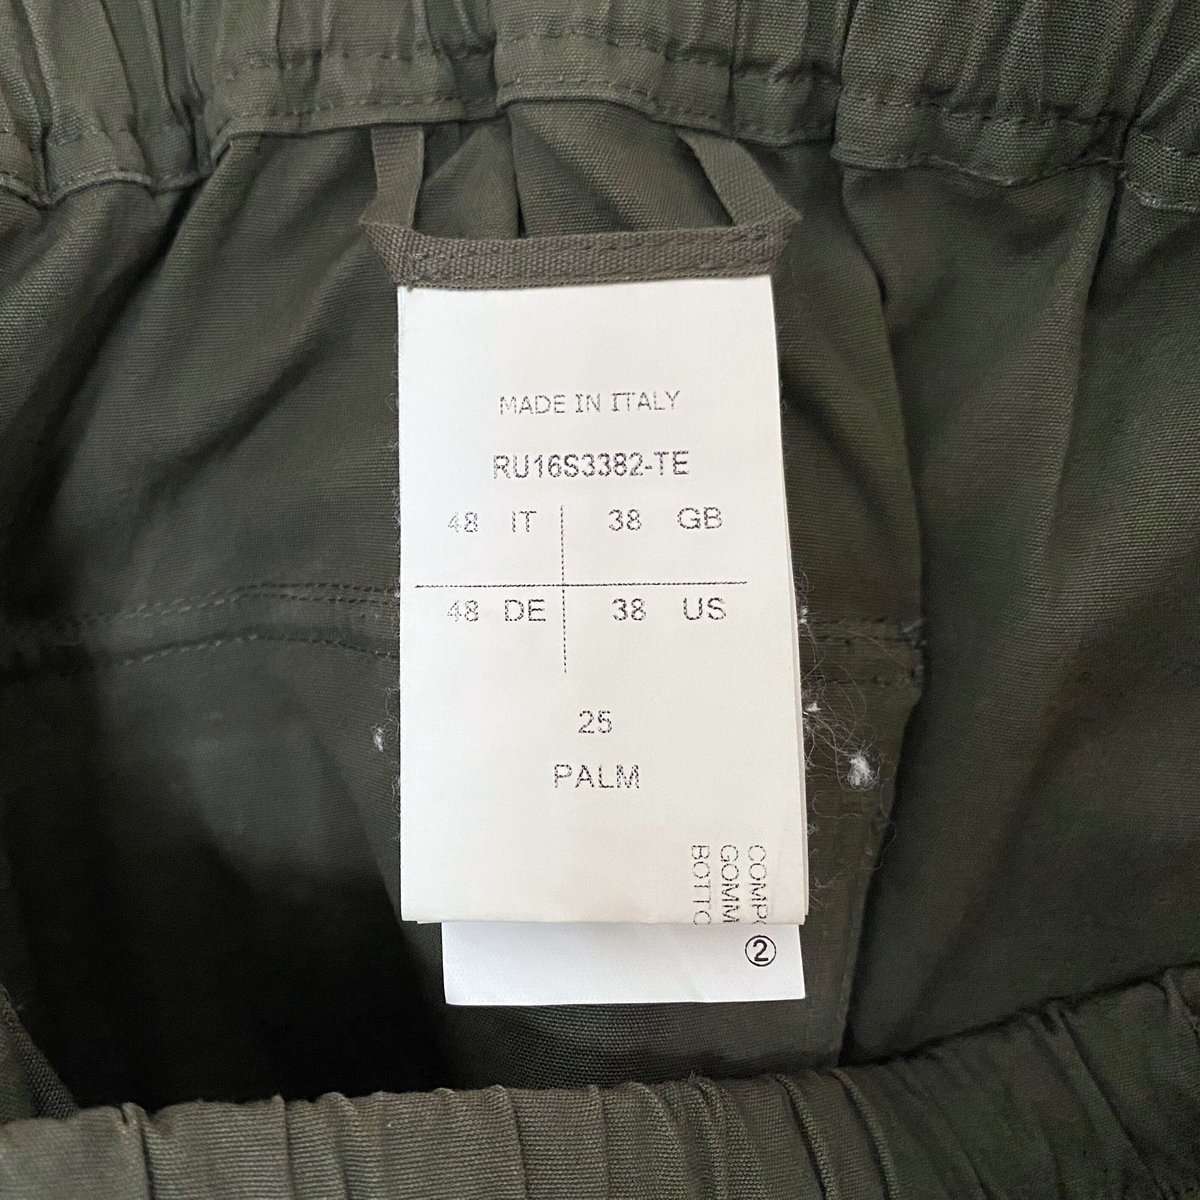 MADE IN ITALY
RU16S3382-TE
48 IT 38 GB
48 DE 38 US
25
PALM
COMP
GOMM
BOTTO
②